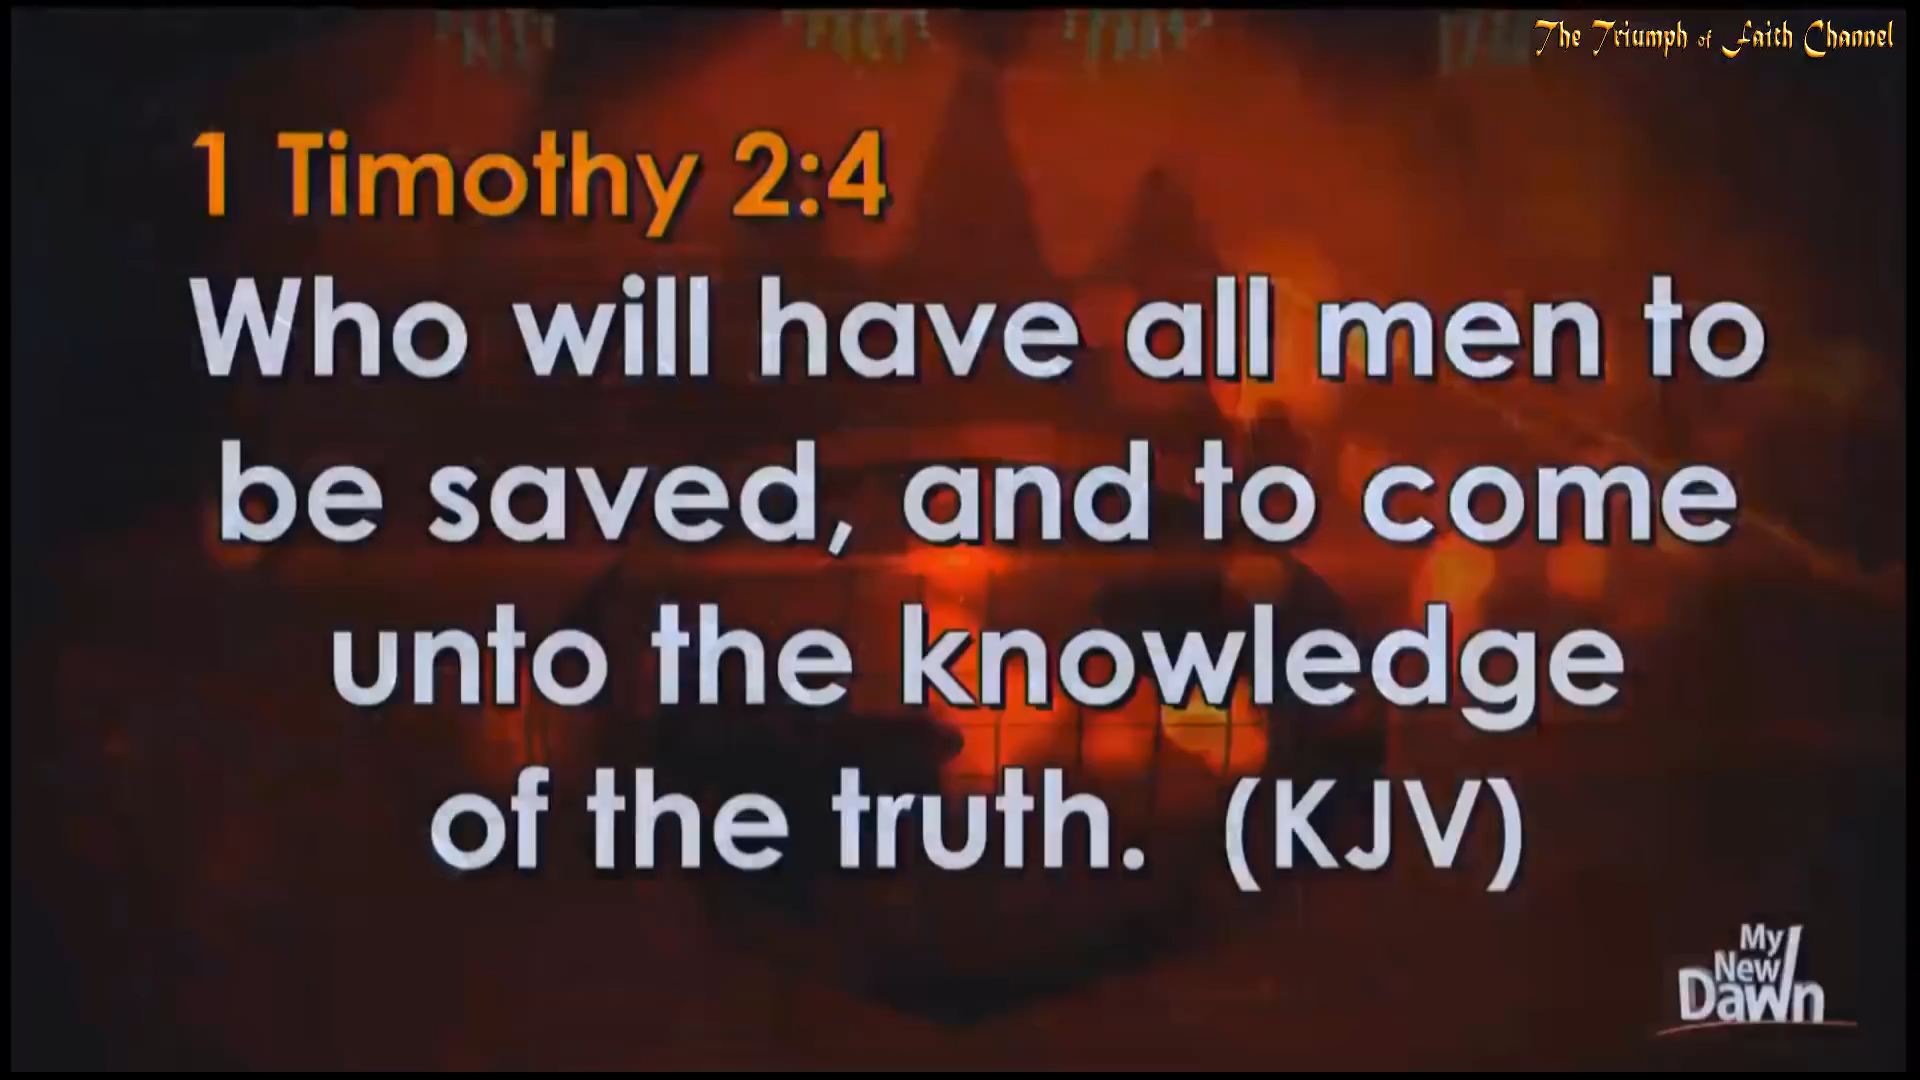 The Triumph of Faith Channel
1 Timothy 2:4
Who will have all men to
be saved, and to come
unto the knowledge
of the truth. (KJV)
My
New
Dawn